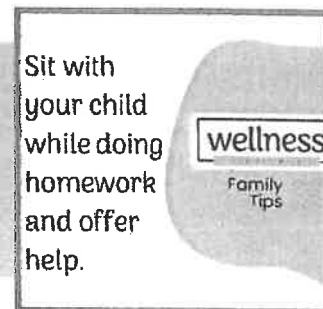 Sit with
your child
while doing
homework
and offer
help.
wellness
Family
Tips